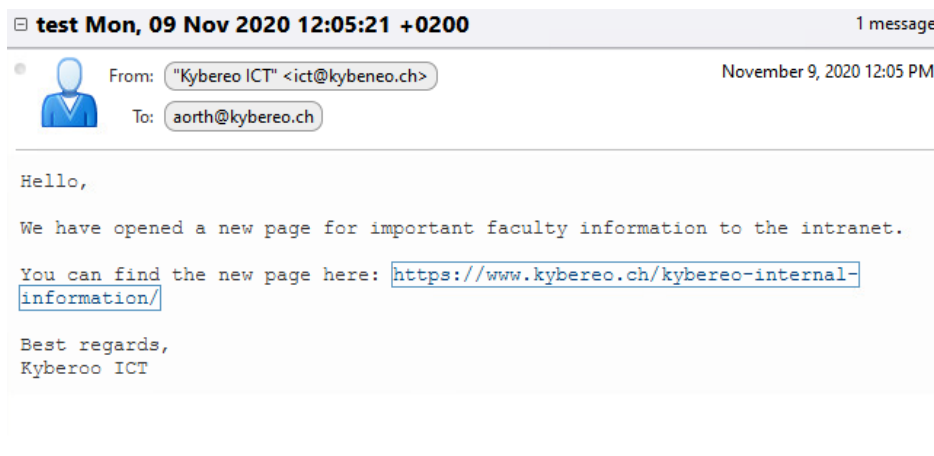 test Mon, 09 Nov 2020 12:05:21 +0200
1 message
From: "Kybereo ICT" <ict@kybeneo.ch>
November 9, 2020 12:05 PM
To: aorth@kybereo.ch
Hello,
We have opened a new page for important faculty information to the intranet.
You can find the new page here: https://www.kybereo.ch/kybereo-internal-
information/
Best regards,
Kyberoo ICT